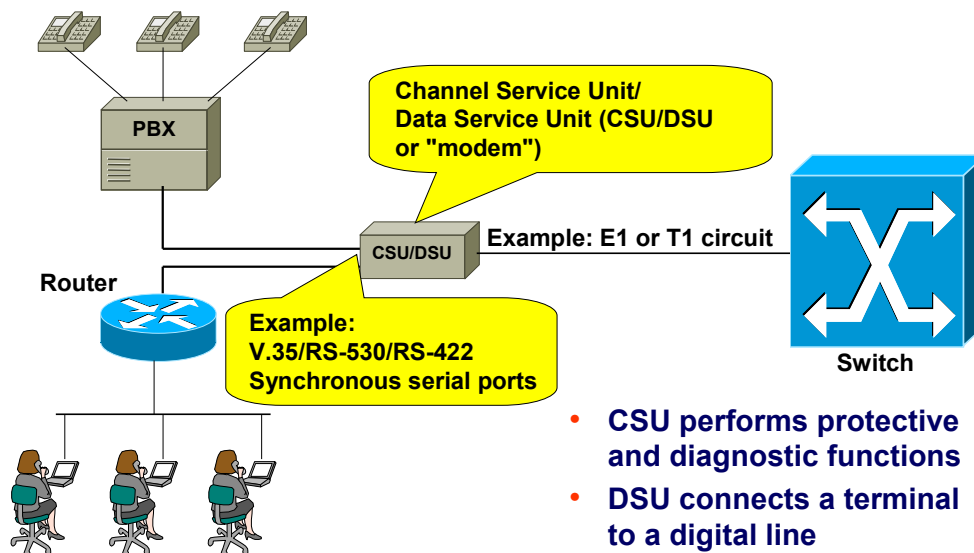 PBX
Channel Service Unit/
Data Service Unit (CSU/DSU
or "modem")
CSU/DSU
Example: E1 or T1 circuit
Router
Example:
V.35/RS-530/RS-422
Synchronous serial ports
Switch
• CSU performs protective
and diagnostic functions
• DSU connects a terminal
to a digital line